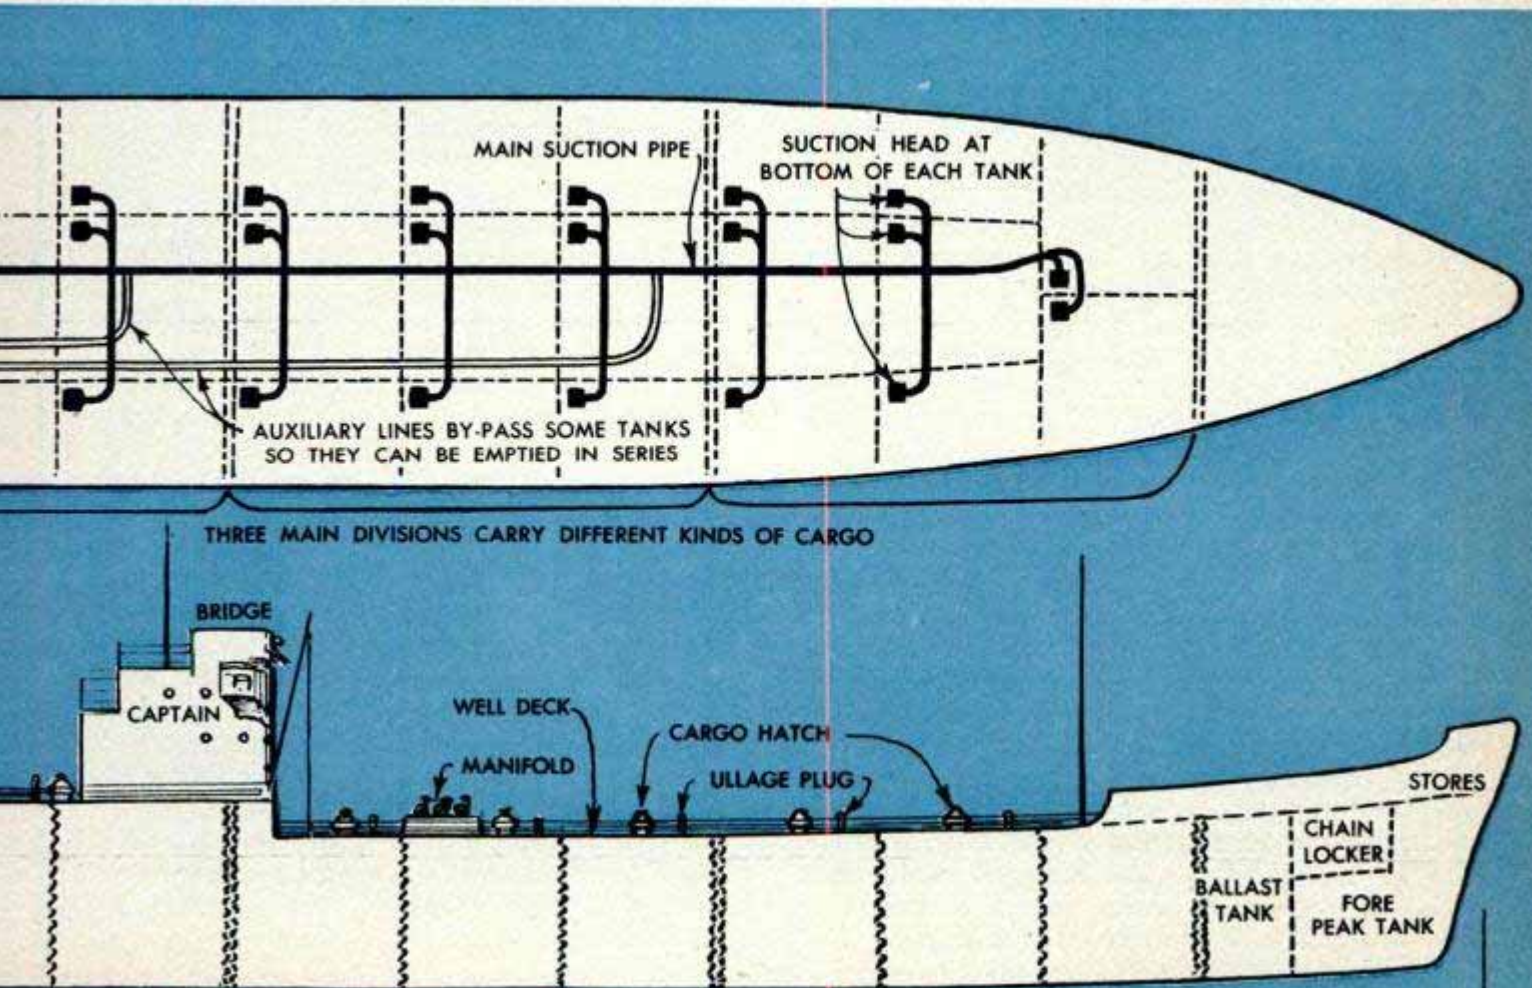 MAIN SUCTION PIPE
SUCTION HEAD AT
BOTTOM OF EACH TANK
AUXILIARY LINES BY-PASS SOME TANKS
SO THEY CAN BE EMPTIED IN SERIES
THREE MAIN DIVISIONS CARRY DIFFERENT KINDS OF CARGO
BRIDGE
CAPTAIN
WELL DECK
MANIFOLD
CARGO HATCH
ULLAGE PLUG
STORES
CHAIN
LOCKER
BALLAST
TANK
FORE
PEAK TANK